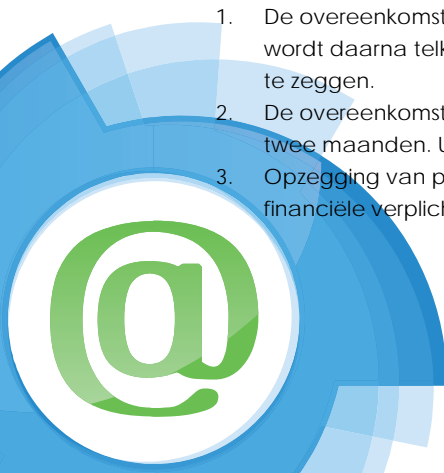 1. De overeenkomst
wordt daarna telk
te zeggen.
2. De overeenkomst
twee maanden. U
3. Opzegging van p
financiële verplich
@